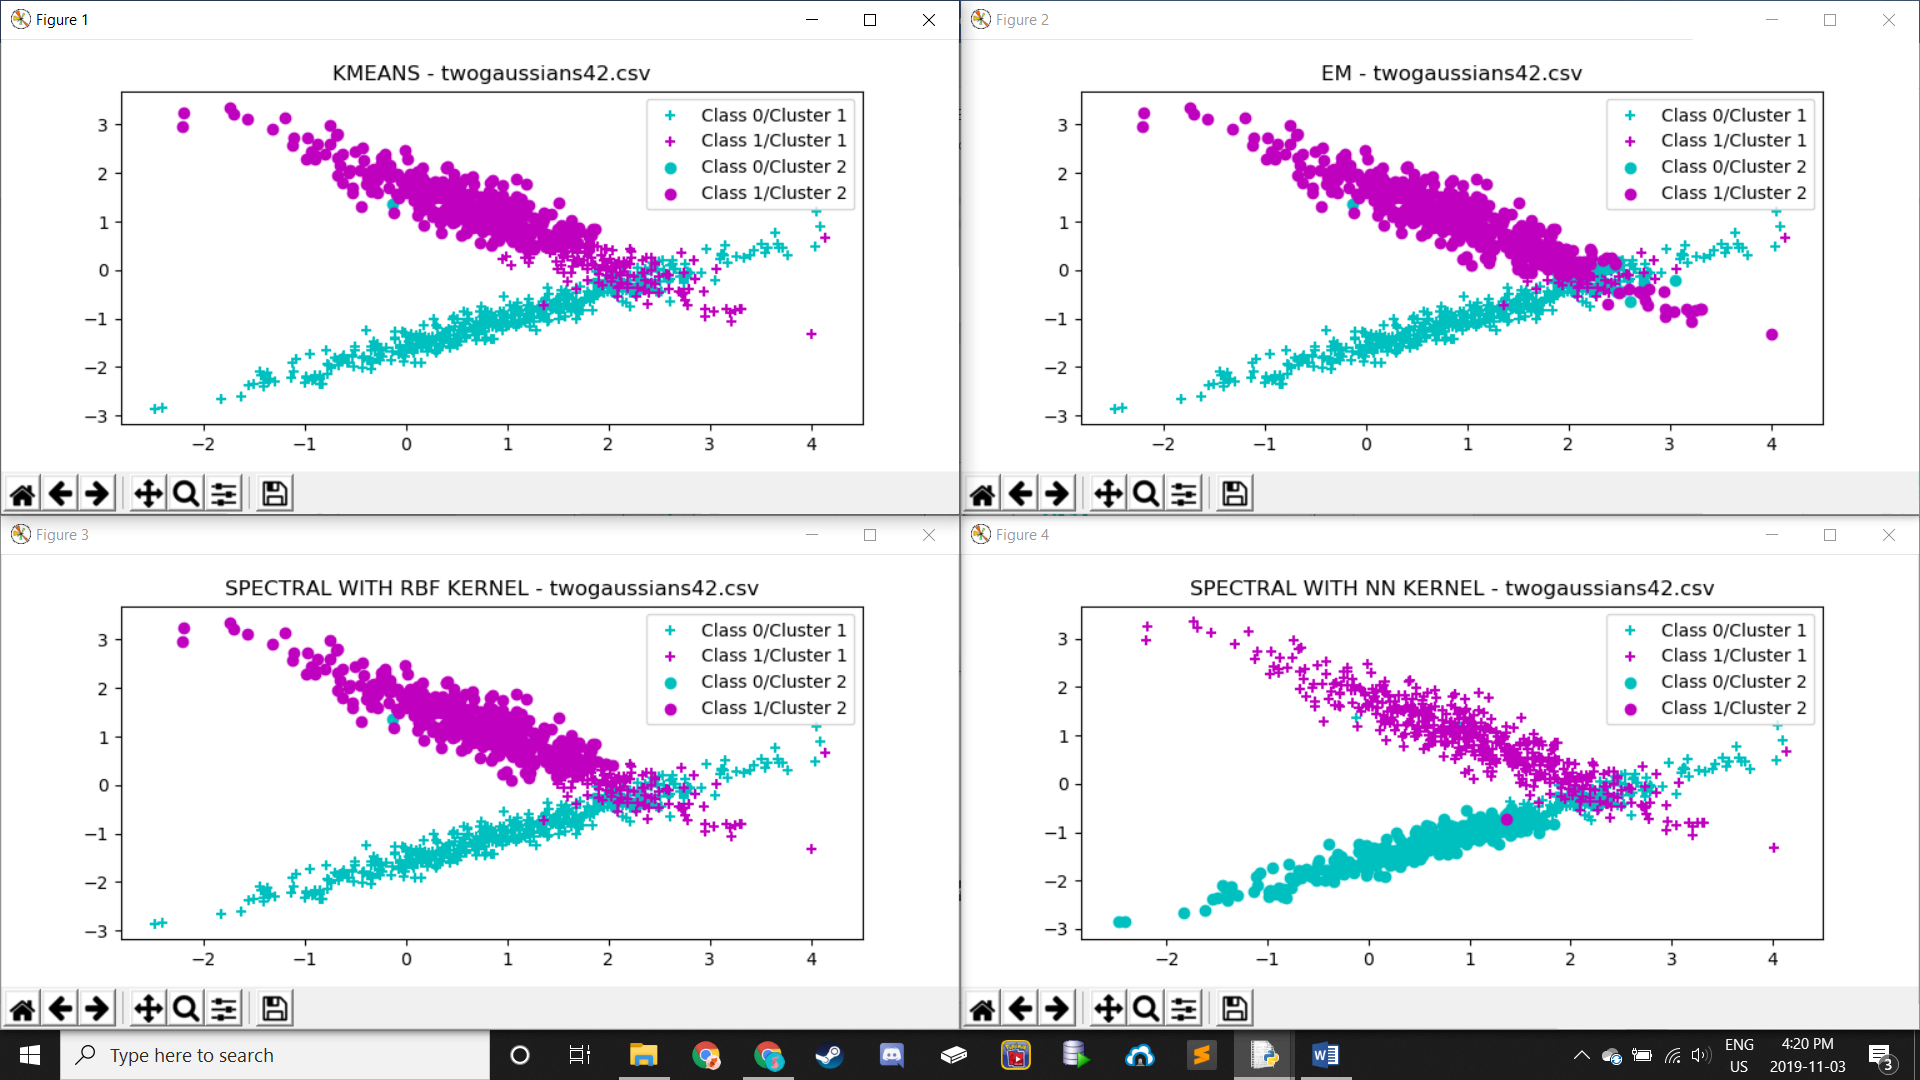 Figure 1
KMEANS - twogaussians42.csv
Class 0/Cluster 1
Class 1/Cluster 1
Class 0/Cluster 2
Class 1/Cluster 2
3
2
1
0
−1
−2
−3
−2 −1 0 1 2 3 4
Figure 2
EM - twogaussians42.csv
Class 0/Cluster 1
Class 1/Cluster 1
Class 0/Cluster 2
Class 1/Cluster 2
3
2
1
0
−1
−2
−3
−2 −1 0 1 2 3 4
Figure 3
SPECTRAL WITH RBF KERNEL - twogaussians42.csv
Class 0/Cluster 1
Class 1/Cluster 1
Class 0/Cluster 2
Class 1/Cluster 2
3
2
1
0
−1
−2
−3
−2 −1 0 1 2 3 4
Figure 4
SPECTRAL WITH NN KERNEL - twogaussians42.csv
Class 0/Cluster 1
Class 1/Cluster 1
Class 0/Cluster 2
Class 1/Cluster 2
3
2
1
0
−1
−2
−3
−2 −1 0 1 2 3 4
Type here to search
ENG
US
4:20 PM
2019-11-03
3